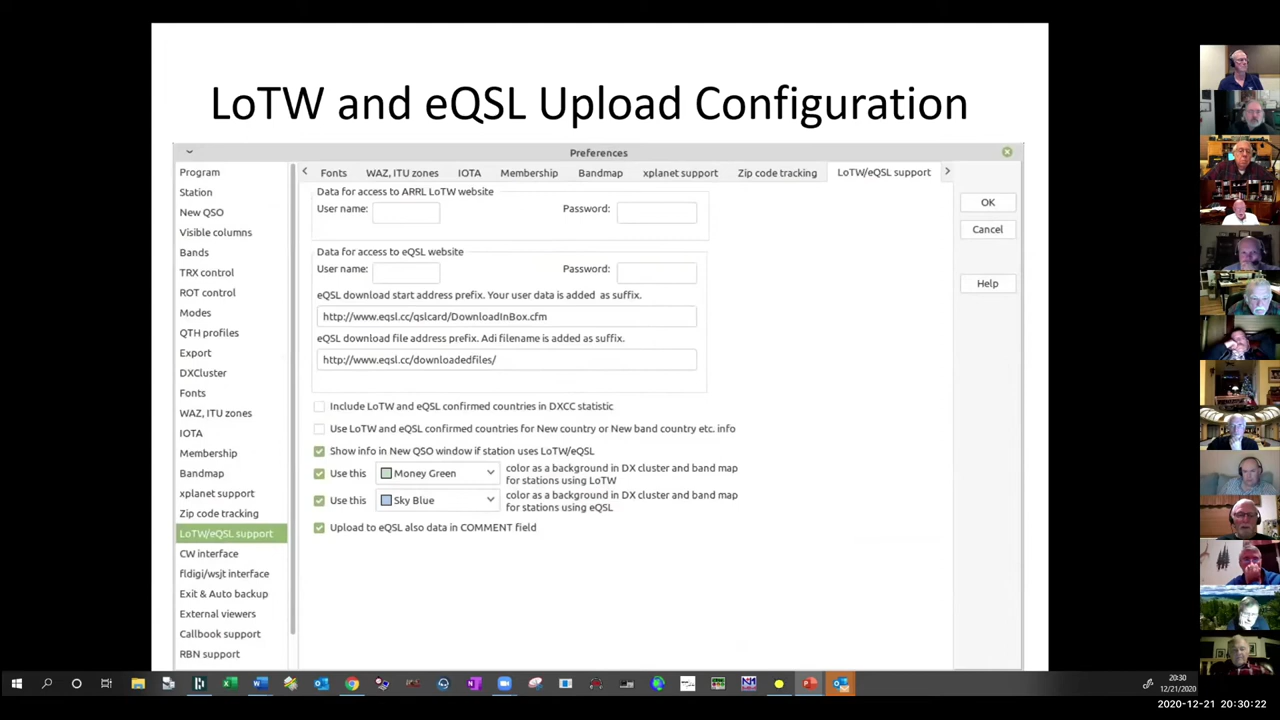 LoTW and eQSL Upload Configuration
Preferences
Program
Station
New QSO
Visible columns
Bands
TRX control
ROT control
Modes
QTH profiles
Export
DXCluster
Fonts
WAZ, ITU zones
IOTA
Membership
Bandmap
xplanet support
Zip code tracking
LoTW/eQSL support
CW interface
fldigi/wsjt interface
Exit & Auto backup
External viewers
Callbook support
RBN support
Fonts WAZ, ITU zones IOTA Membership Bandmap xplanet support Zip code tracking LoTW/eQSL support
Data for access to ARRL LoTW website
User name: Password:
Data for access to eQSL website
User name: Password:
eQSL download start address prefix. Your user data is added as suffix.
http://www.eqsl.cc/qslcard/DownloadInBox.cfm
eQSL download file address prefix. Adi filename is added as suffix.
http://www.eqsl.cc/downloadedfiles/
Include LoTW and eQSL confirmed countries in DXCC statistic
Use LoTW and eQSL confirmed countries for New country or New band country etc. info
Show info in New QSO window if station uses LoTW/eQSL
Use this Money Green color as a background in DX cluster and band map
for stations using LoTW
Use this Sky Blue color as a background in DX cluster and band map
for stations using eQSL
Upload to eQSL also data in COMMENT field
OK
Cancel
Help
20:30
12/21/2020
2020-12-21 20:30:22